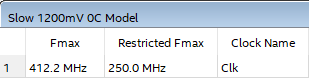 Slow 1200mV 0C Model
Fmax Restricted Fmax Clock Name
1 412.2 MHz 250.0 MHz Clk